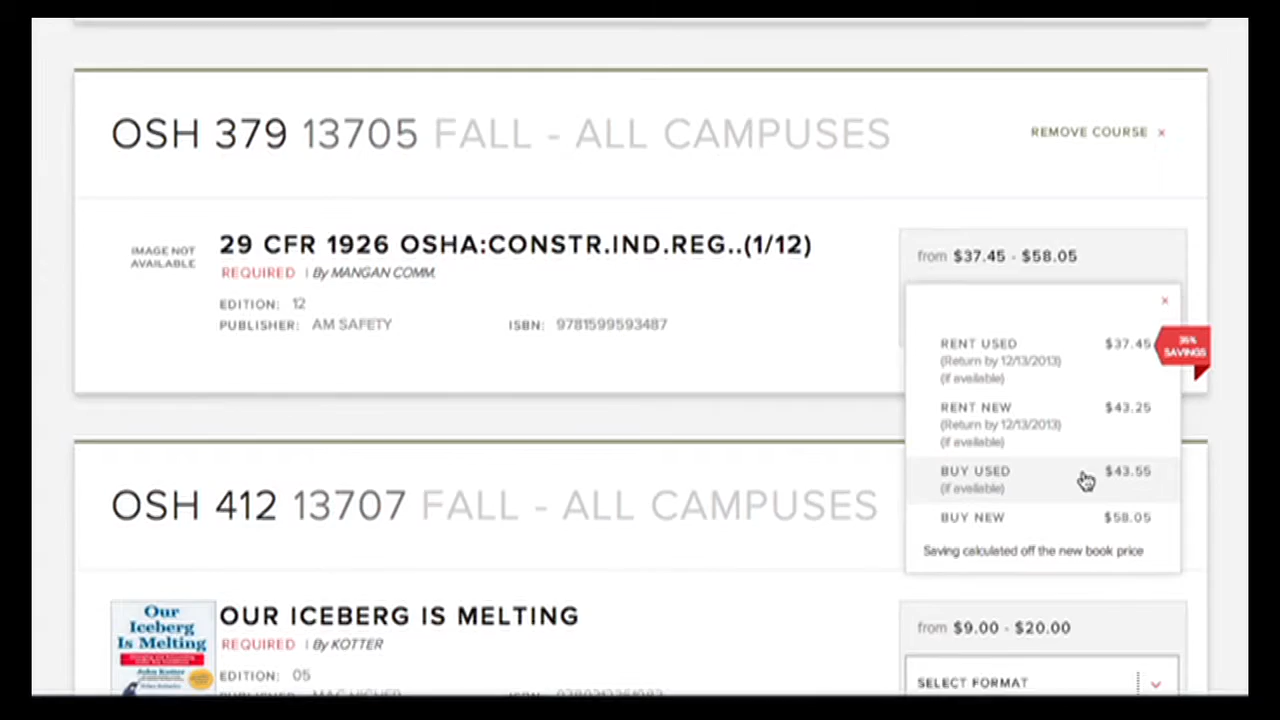 OSH 379 13705 FALL - ALL CAMPUSES
REMOVE COURSE ×
IMAGE NOT
AVAILABLE
29 CFR 1926 OSHA:CONSTR.IND.REG..(1/12)
REQUIRED | By MANGAN COMM.
EDITION: 12
PUBLISHER: AM SAFETY ISBN: 9781599593487
from $37.45 - $58.05
×
RENT USED $37.45
(Return by 12/13/2013)
(if available)
SAVINGS
RENT NEW $43.25
(Return by 12/13/2013)
(if available)
BUY USED $43.55
(if available)
BUY NEW $58.05
Saving calculated off the new book price
OSH 412 13707 FALL - ALL CAMPUSES
Our
Iceberg
Is Melting
John Kotter
OUR ICEBERG IS MELTING
REQUIRED | By KOTTER
EDITION: 05
from $9.00 - $20.00
SELECT FORMAT